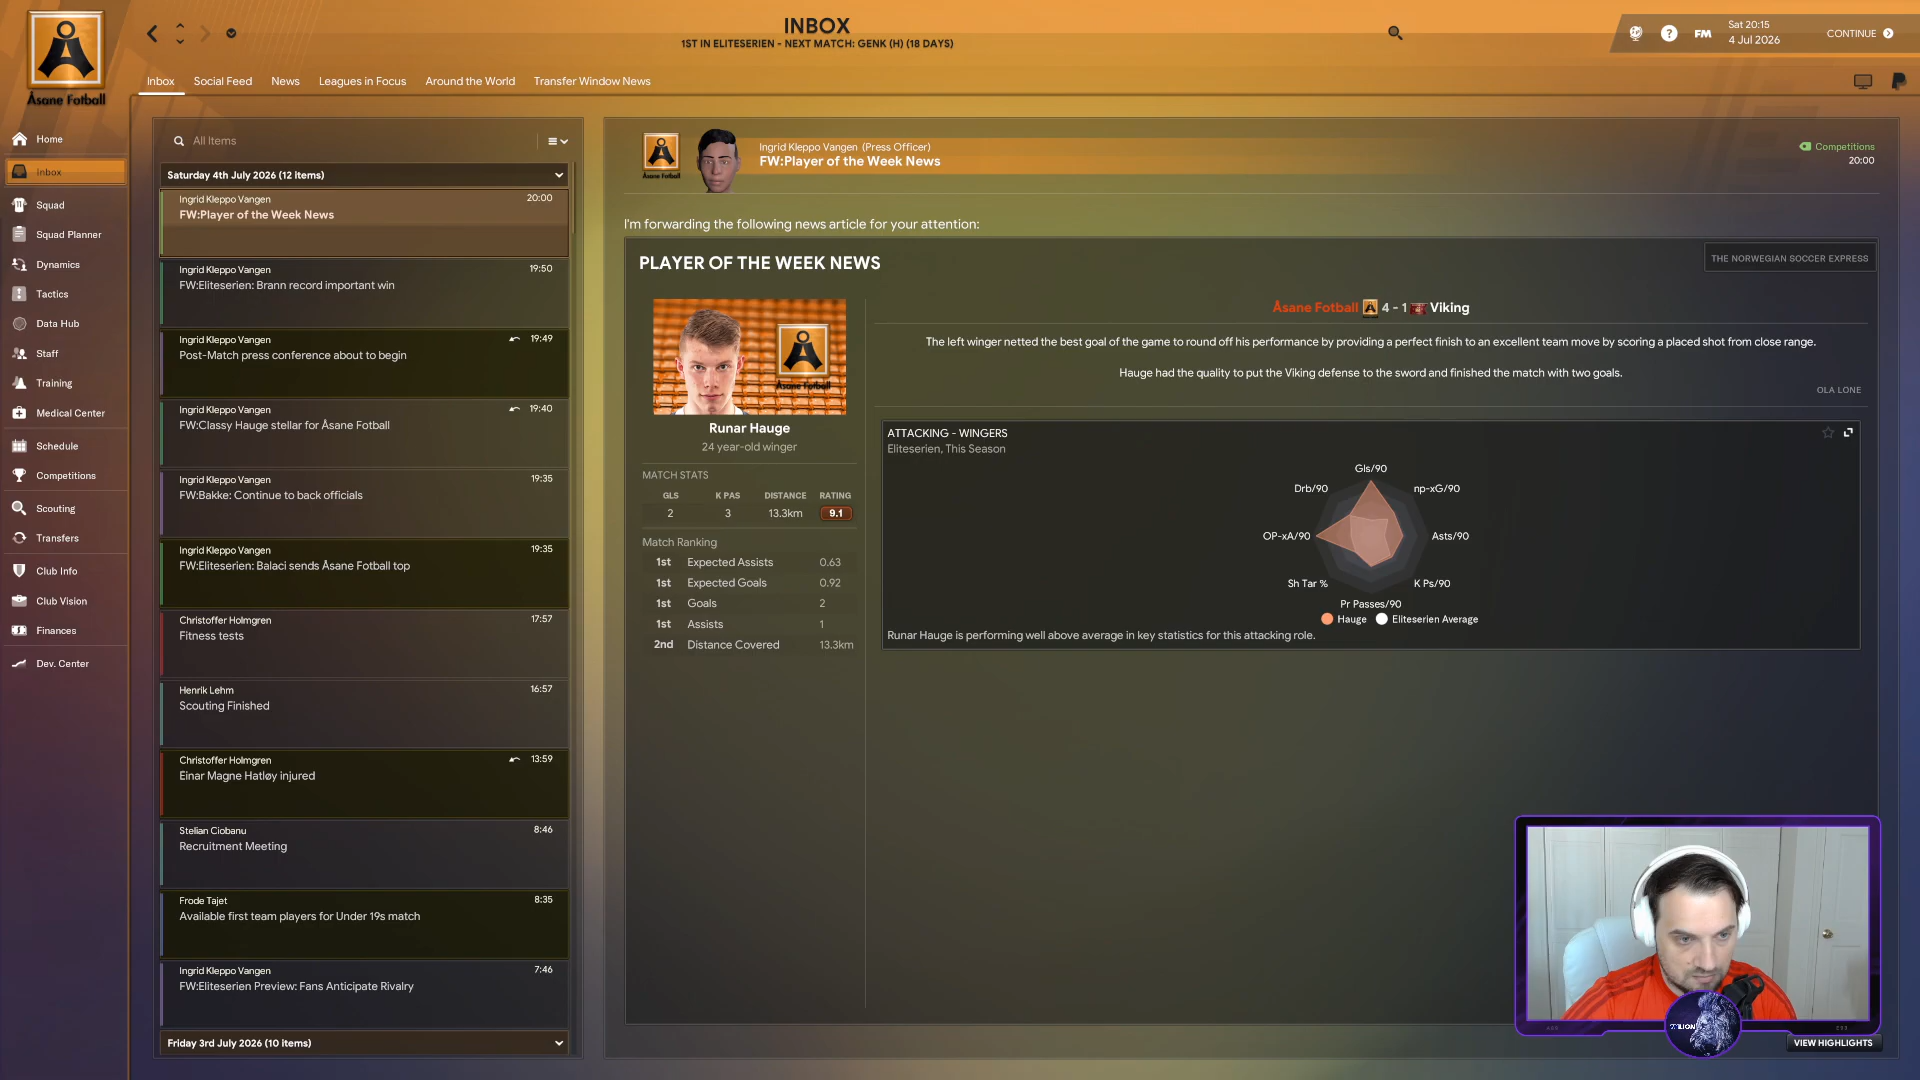 INBOX
1ST IN ELITESERIEN - NEXT MATCH: GENK (H) (18 DAYS)
FM
Sat 20:15
4 Jul 2026
CONTINUE
Åsane Fotball
Inbox
Social Feed
News
Leagues in Focus
Around the World
Transfer Window News
Home
Inbox
Squad
Squad Planner
Dynamics
Tactics
Data Hub
Staff
Training
Medical Center
Schedule
Competitions
Scouting
Transfers
Club Info
Club Vision
Finances
Dev. Center
All Items
Saturday 4th July 2026 (12 items)
Ingrid Kleppo Vangen 20:00
FW:Player of the Week News
Ingrid Kleppo Vangen 19:50
FW:Eliteserien: Brann record important win
Ingrid Kleppo Vangen 19:49
Post-Match press conference about to begin
Ingrid Kleppo Vangen 19:40
FW:Classy Hauge stellar for Åsane Fotball
Ingrid Kleppo Vangen 19:35
FW:Bakke: Continue to back officials
Ingrid Kleppo Vangen 19:35
FW:Eliteserien: Balaci sends Åsane Fotball top
Christoffer Holmgren 17:57
Fitness tests
Henrik Lehm 16:57
Scouting Finished
Christoffer Holmgren 13:59
Einar Magne Hatløy injured
Stelian Ciobanu 8:46
Recruitment Meeting
Frode Tajet 8:35
Available first team players for Under 19s match
Ingrid Kleppo Vangen 7:46
FW:Eliteserien Preview: Fans Anticipate Rivalry
Friday 3rd July 2026 (10 items)
Åsane Fotball
Ingrid Kleppo Vangen (Press Officer)
FW:Player of the Week News
Competitions
20:00
I'm forwarding the following news article for your attention:
PLAYER OF THE WEEK NEWS
THE NORWEGIAN SOCCER EXPRESS
Åsane Fotball
Runar Hauge
24 year-old winger
MATCH STATS
GLS K PAS DISTANCE RATING
2 3 13.3km 9.1
Match Ranking
1st Expected Assists 0.63
1st Expected Goals 0.92
1st Goals 2
1st Assists 1
2nd Distance Covered 13.3km
Åsane Fotball 4 - 1 Viking
The left winger netted the best goal of the game to round off his performance by providing a perfect finish to an excellent team move by scoring a placed shot from close range.
Hauge had the quality to put the Viking defense to the sword and finished the match with two goals.
OLA LONE
ATTACKING - WINGERS
Eliteserien, This Season
Gls/90
Drb/90 np-xG/90
OP-xA/90 Asts/90
Sh Tar % K Ps/90
Pr Passes/90
Hauge Eliteserien Average
Runar Hauge is performing well above average in key statistics for this attacking role.
VIEW HIGHLIGHTS